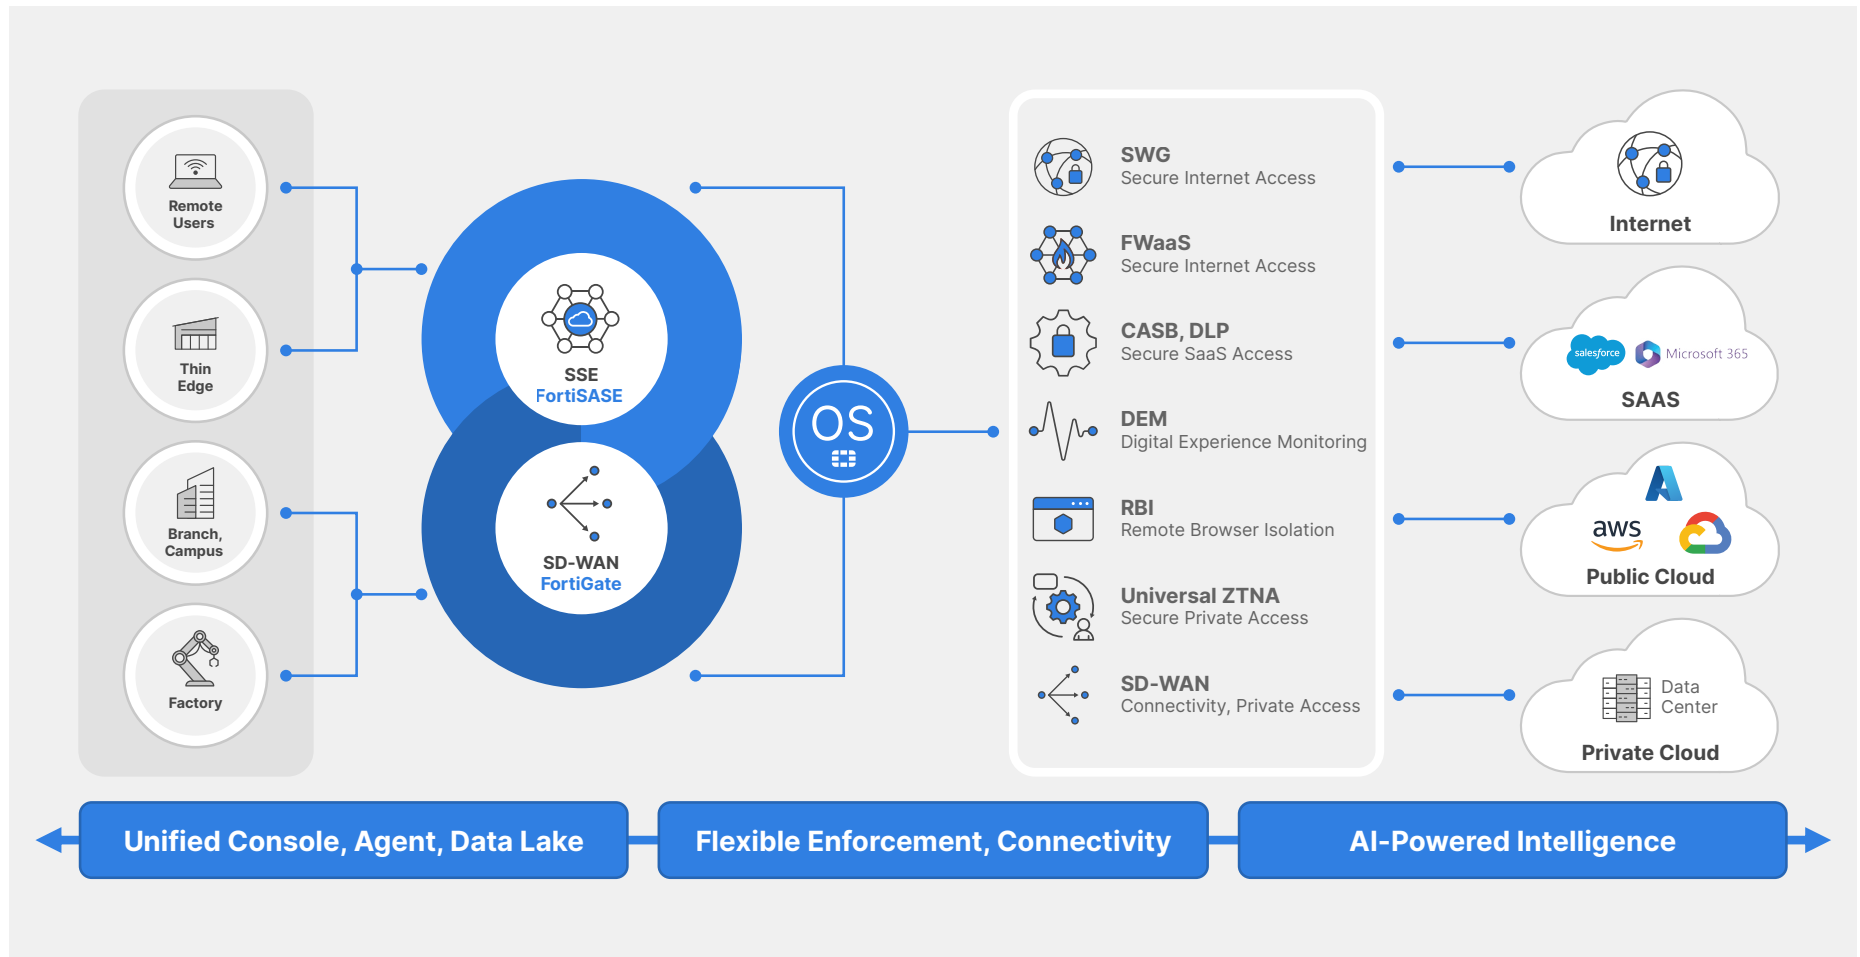 Remote
Users
Thin
Edge
Branch,
Campus
Factory
SSE
FortiSASE
SD-WAN
FortiGate
OS
SWG
Secure Internet Access
FWaaS
Secure Internet Access
CASB, DLP
Secure SaaS Access
DEM
Digital Experience Monitoring
RBI
Remote Browser Isolation
Universal ZTNA
Secure Private Access
SD-WAN
Connectivity, Private Access
Internet
salesforce
Microsoft 365
SAAS
aws
Public Cloud
Data
Center
Private Cloud
Unified Console, Agent, Data Lake
Flexible Enforcement, Connectivity
AI-Powered Intelligence